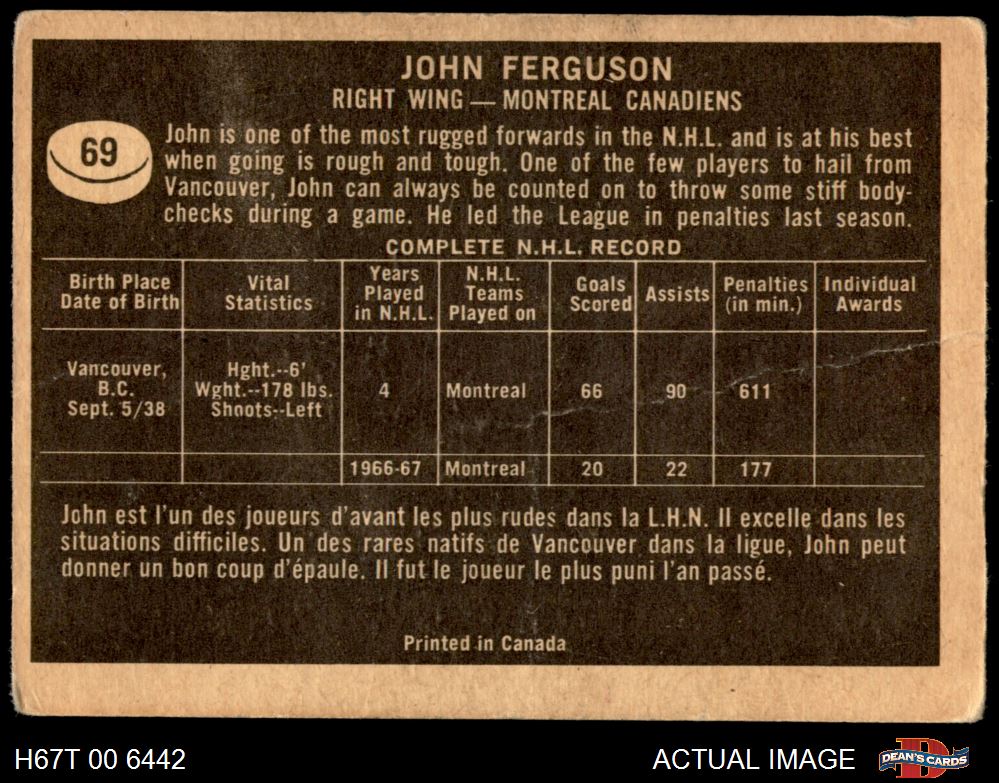 JOHN FERGUSON
RIGHT WING — MONTREAL CANADIENS
69
John is one of the most rugged forwards in the N.H.L. and is at his best
when going is rough and tough. One of the few players to hail from
Vancouver, John can always be counted on to throw some stiff body-
checks during a game. He led the League in penalties last season.
COMPLETE N.H.L. RECORD
Birth Place
Date of Birth
Vital
Statistics
Years
Played
in N.H.L.
N.H.L.
Teams
Played on
Goals
Scored
Assists
Penalties
(in min.)
Individual
Awards
Vancouver,
B.C.
Sept. 5/38
Hght.--6'
Wght.--178 lbs.
Shoots--Left
4
Montreal
66
90
611
1966-67
Montreal
20
22
177
John est l'un des joueurs d'avant les plus rudes dans la L.H.N. Il excelle dans les
situations difficiles. Un des rares natifs de Vancouver dans la ligue, John peut
donner un bon coup d'épaule. Il fut le joueur le plus puni l'an passé.
Printed in Canada
H67T 00 6442
ACTUAL IMAGE
DEAN'S CARDS